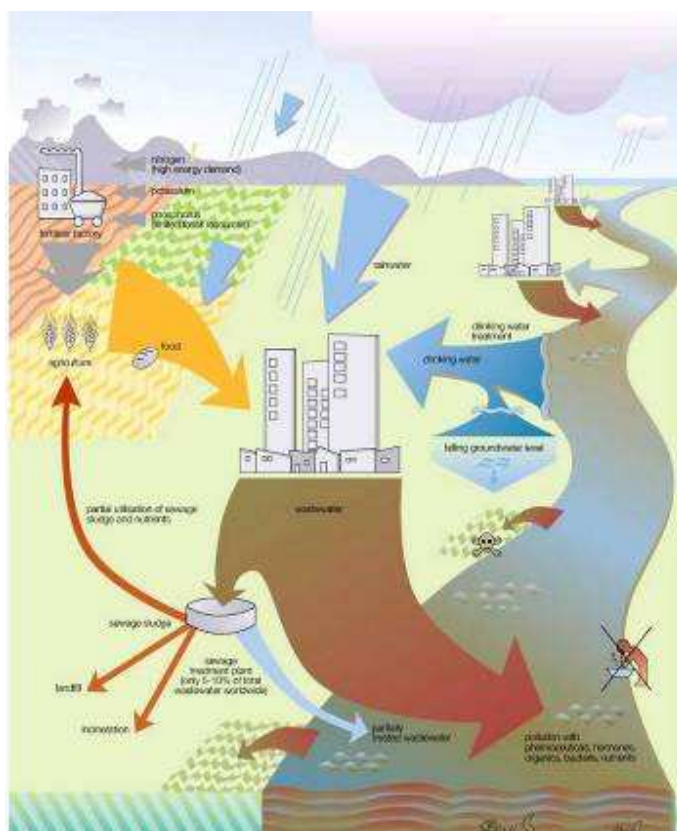 nitrogen
(high energy demand)
potassium
phosphorus
(limited fossil resources)
fertiliser factory
rainwater
agriculture
food
drinking water
treatment
drinking water
falling groundwater level
wastewater
partial utilisation of sewage
sludge and nutrients
sewage sludge
sewage
treatment plant
(only 5-10% of total
wastewater worldwide)
landfill
incineration
partially
treated wastewater
pollution with
pharmaceuticals, hormones,
organics, bacteria, nutrients